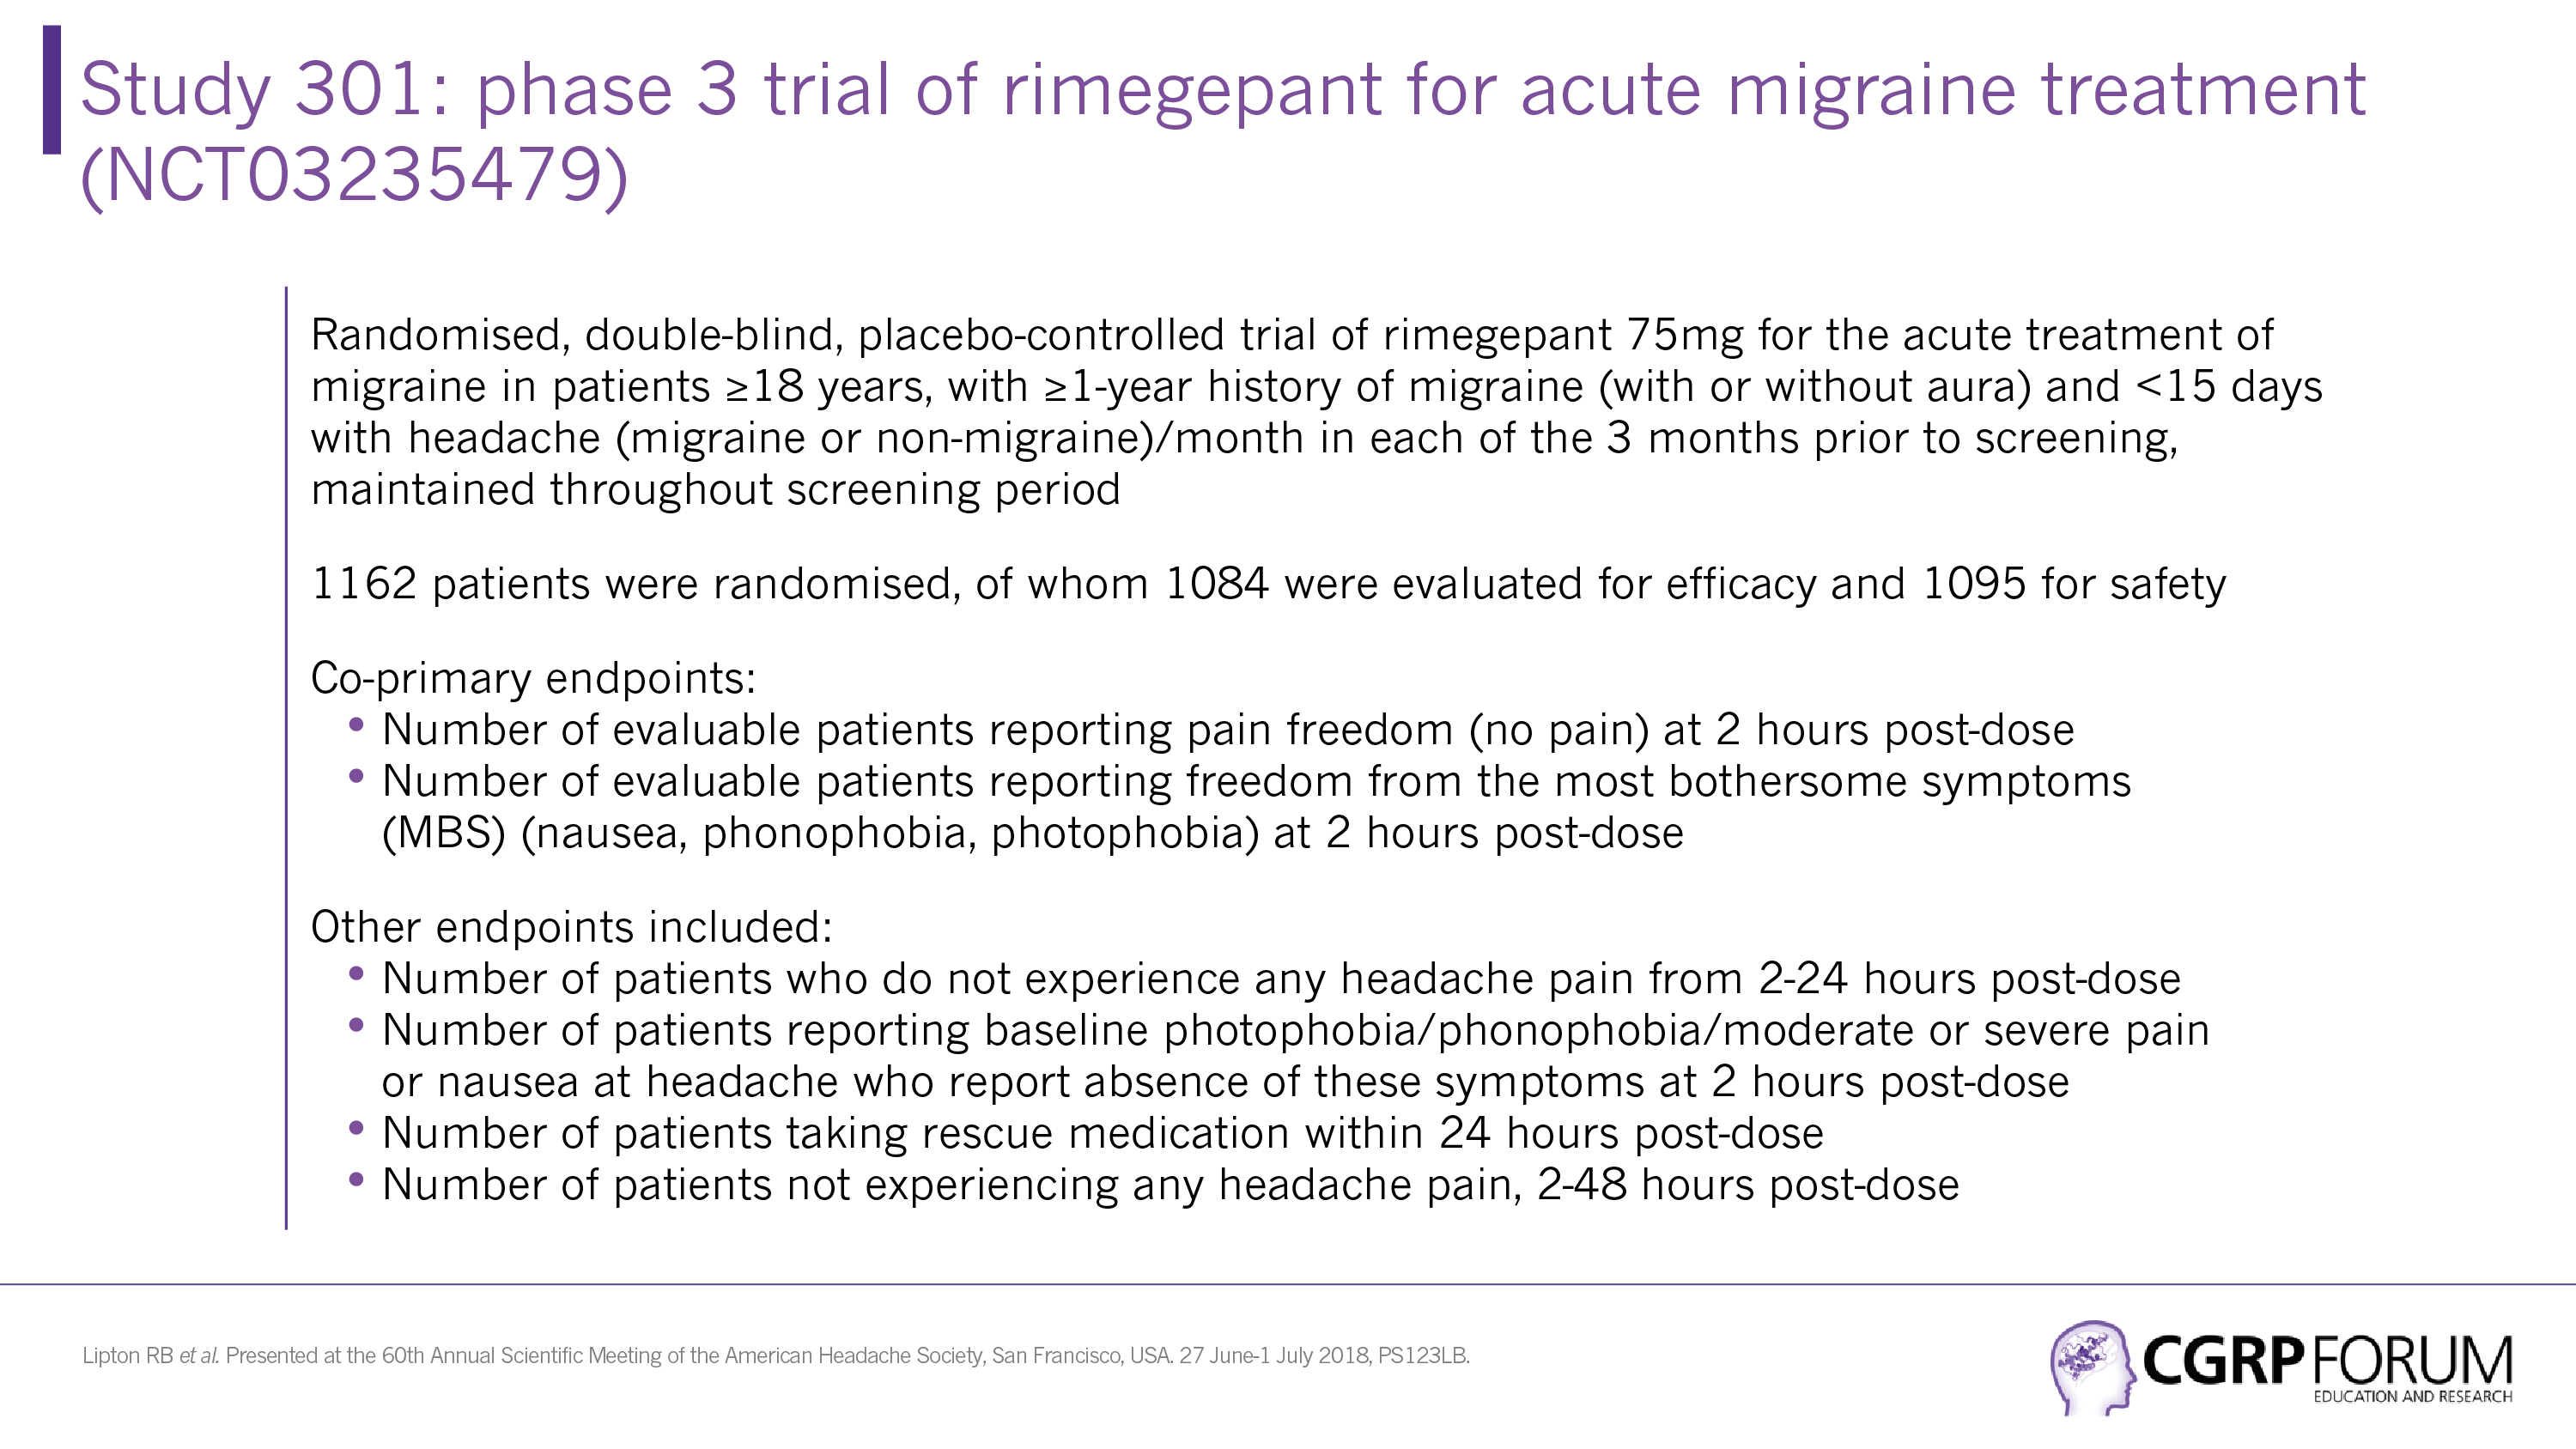 Study 301: phase 3 trial of rimegepant for acute migraine treatment
(NCT03235479)
Randomised, double-blind, placebo-controlled trial of rimegepant 75mg for the acute treatment of
migraine in patients ≥18 years, with ≥1-year history of migraine (with or without aura) and <15 days
with headache (migraine or non-migraine)/month in each of the 3 months prior to screening,
maintained throughout screening period
1162 patients were randomised, of whom 1084 were evaluated for efficacy and 1095 for safety
Co-primary endpoints:
• Number of evaluable patients reporting pain freedom (no pain) at 2 hours post-dose
• Number of evaluable patients reporting freedom from the most bothersome symptoms
(MBS) (nausea, phonophobia, photophobia) at 2 hours post-dose
Other endpoints included:
• Number of patients who do not experience any headache pain from 2-24 hours post-dose
• Number of patients reporting baseline photophobia/phonophobia/moderate or severe pain
or nausea at headache who report absence of these symptoms at 2 hours post-dose
• Number of patients taking rescue medication within 24 hours post-dose
• Number of patients not experiencing any headache pain, 2-48 hours post-dose
Lipton RB et al. Presented at the 60th Annual Scientific Meeting of the American Headache Society, San Francisco, USA. 27 June-1 July 2018, PS123LB.
CGRP FORUM
EDUCATION AND RESEARCH